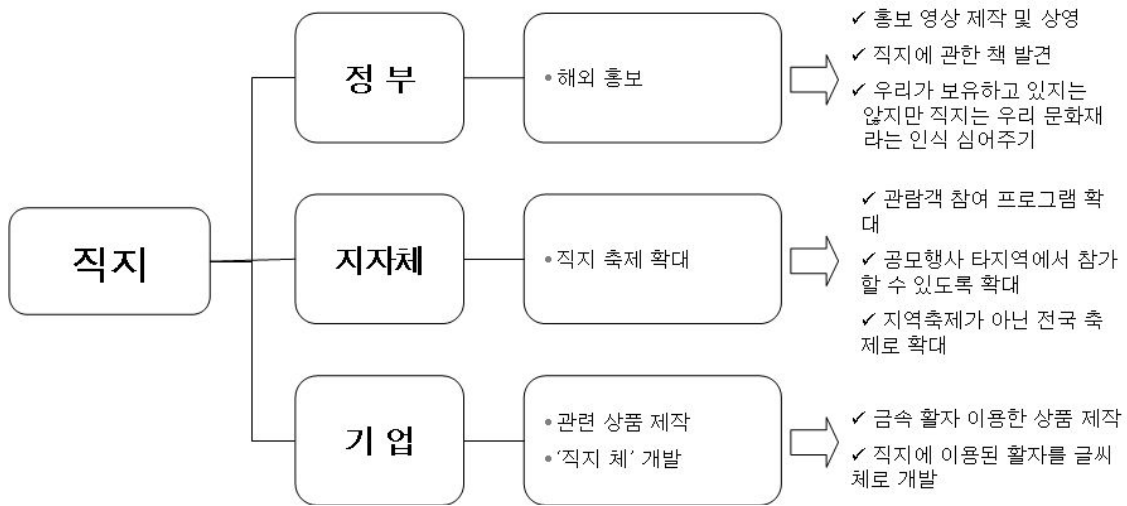 직지
정 부
• 해외 홍보
✓ 홍보 영상 제작 및 상영
✓ 직지에 관한 책 발견
✓ 우리가 보유하고 있지는
않지만 직지는 우리 문화재
라는 인식 심어주기
지자체
• 직지 축제 확대
✓ 관람객 참여 프로그램 확
대
✓ 공모행사 타지역에서 참가
할 수 있도록 확대
✓ 지역축제가 아닌 전국 축
제로 확대
기 업
• 관련 상품 제작
• ‘직지 체’ 개발
✓ 금속 활자 이용한 상품 제작
✓ 직지에 이용된 활자를 글씨
체로 개발